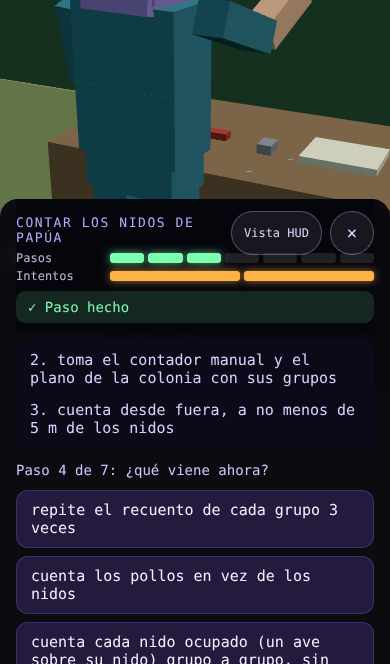 CONTAR LOS NIDOS DE
PAPÚA
Vista HUD
×
Pasos
Intentos
✓ Paso hecho
2. toma el contador manual y el
plano de la colonia con sus grupos
3. cuenta desde fuera, a no menos de
5 m de los nidos
Paso 4 de 7: ¿qué viene ahora?
repite el recuento de cada grupo 3
veces
cuenta los pollos en vez de los
nidos
cuenta cada nido ocupado (un ave
sobre su nido) grupo a grupo, sin